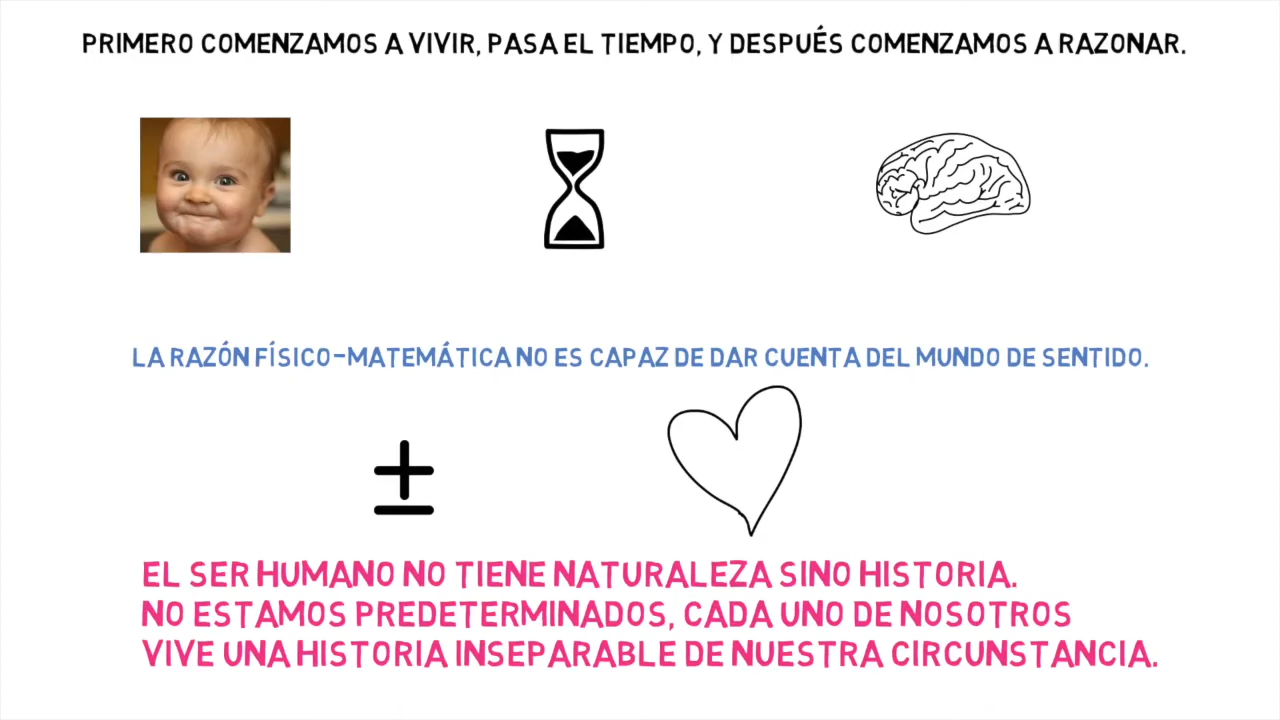 PRIMERO COMENZAMOS A VIVIR, PASA EL TIEMPO, Y DESPUÉS COMENZAMOS A RAZONAR.
LA RAZÓN FÍSICO-MATEMÁTICA NO ES CAPAZ DE DAR CUENTA DEL MUNDO DE SENTIDO.
±
EL SER HUMANO NO TIENE NATURALEZA SINO HISTORIA.
NO ESTAMOS PREDETERMINADOS, CADA UNO DE NOSOTROS
VIVE UNA HISTORIA INSEPARABLE DE NUESTRA CIRCUNSTANCIA.